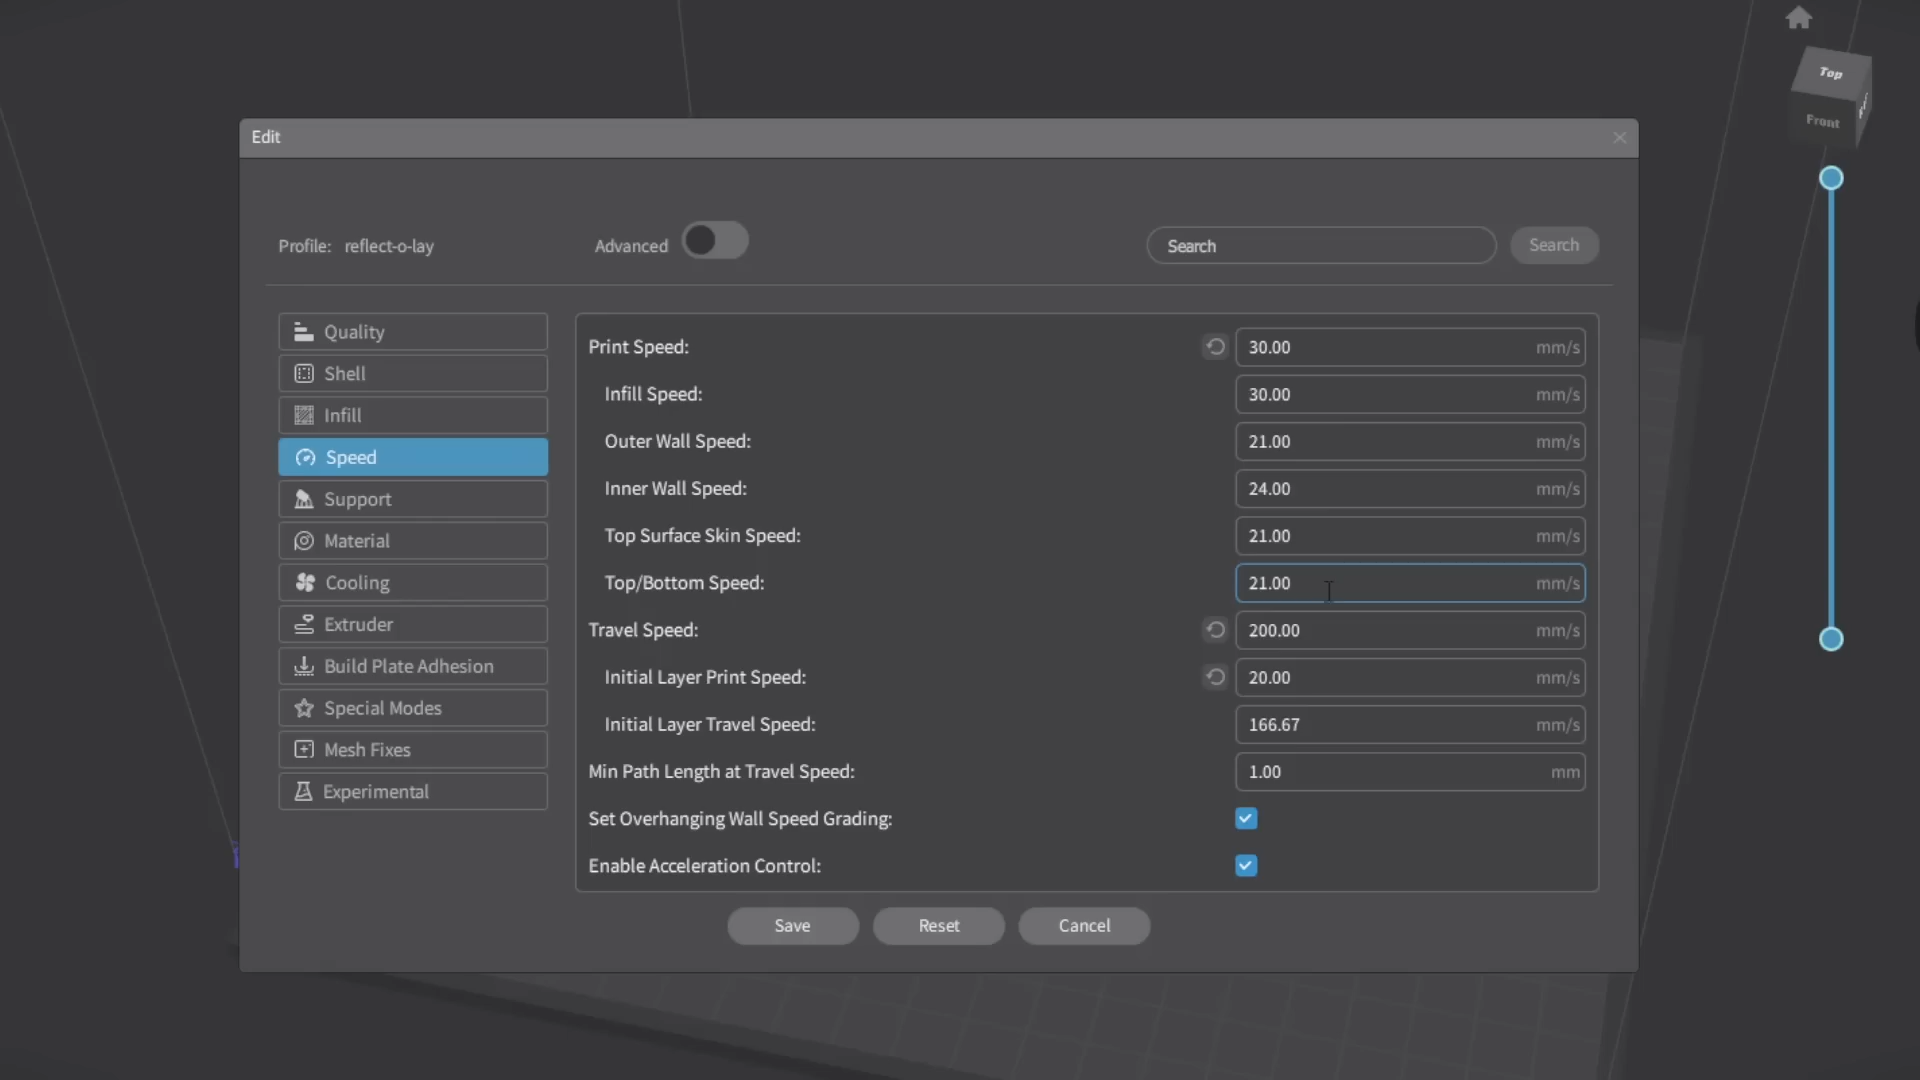 Top
Front
Edit
Profile: reflect-o-lay
Advanced
Search
Search
Quality
Shell
Infill
Speed
Support
Material
Cooling
Extruder
Build Plate Adhesion
Special Modes
Mesh Fixes
Experimental
Print Speed: 30.00 mm/s
Infill Speed: 30.00 mm/s
Outer Wall Speed: 21.00 mm/s
Inner Wall Speed: 24.00 mm/s
Top Surface Skin Speed: 21.00 mm/s
Top/Bottom Speed: 21.00 mm/s
Travel Speed: 200.00 mm/s
Initial Layer Print Speed: 20.00 mm/s
Initial Layer Travel Speed: 166.67 mm/s
Min Path Length at Travel Speed: 1.00 mm
Set Overhanging Wall Speed Grading:
Enable Acceleration Control:
Save
Reset
Cancel